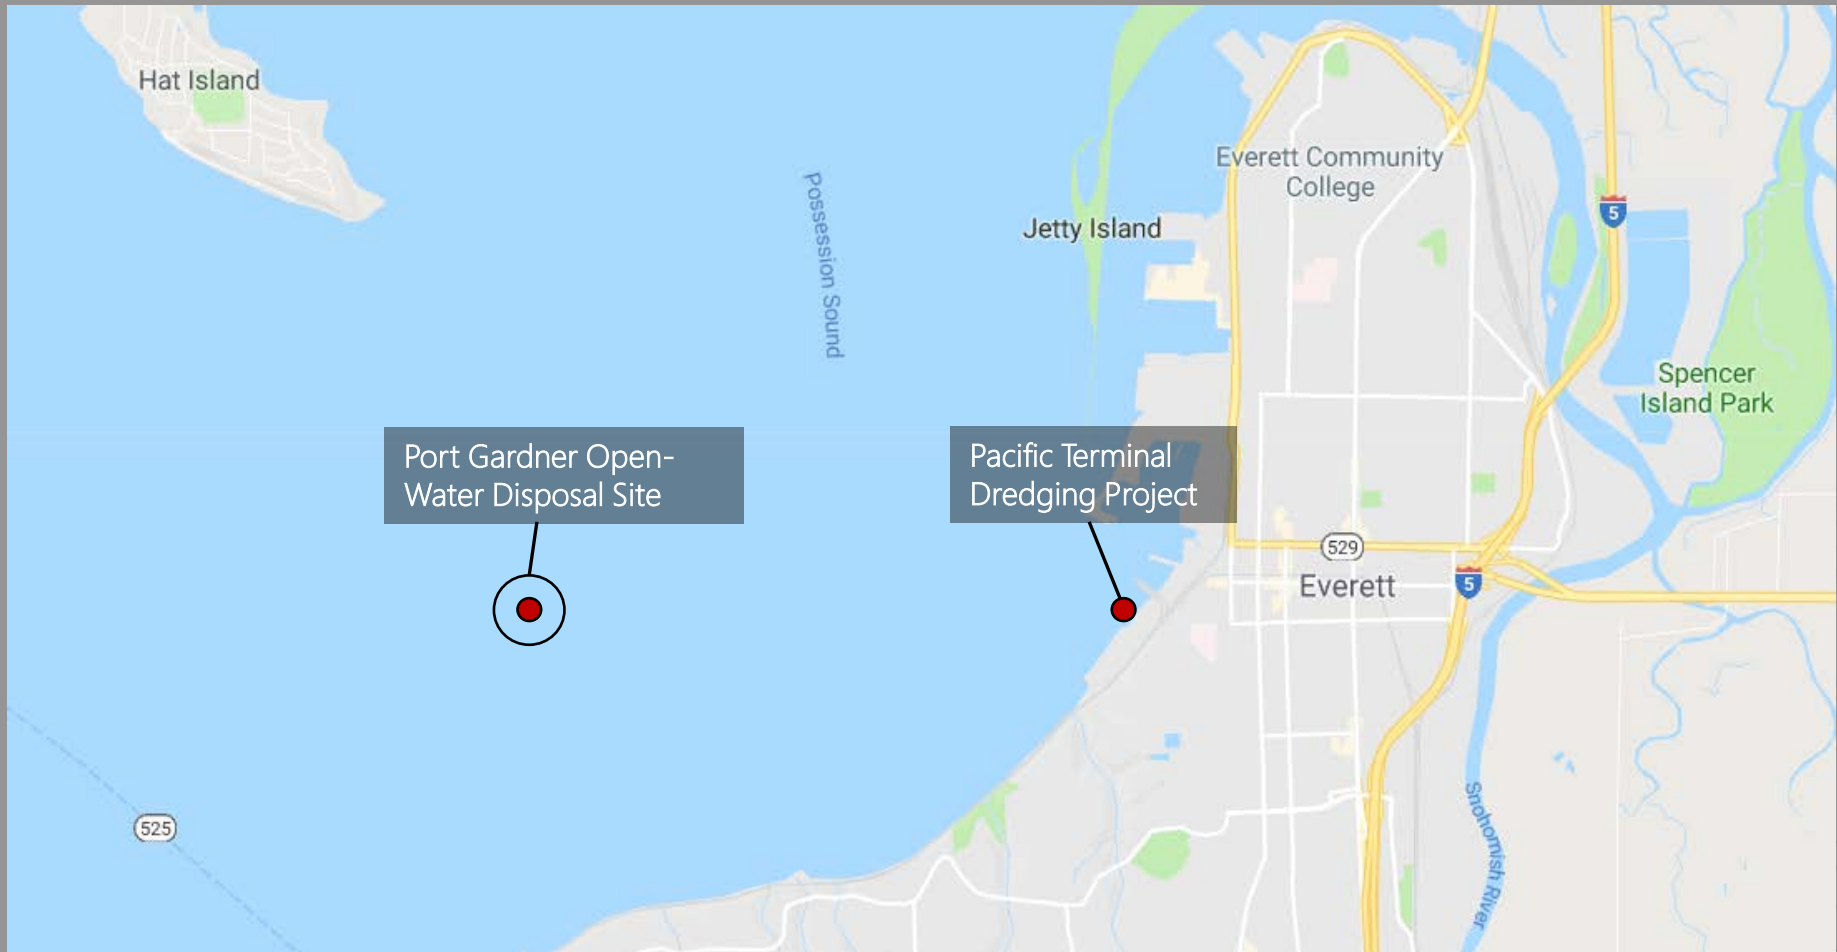 Hat Island
Possession Sound
Everett Community
College
Jetty Island
5
Spencer
Island Park
Port Gardner Open-
Water Disposal Site
Pacific Terminal
Dredging Project
529
Everett
5
525
Snohomish River